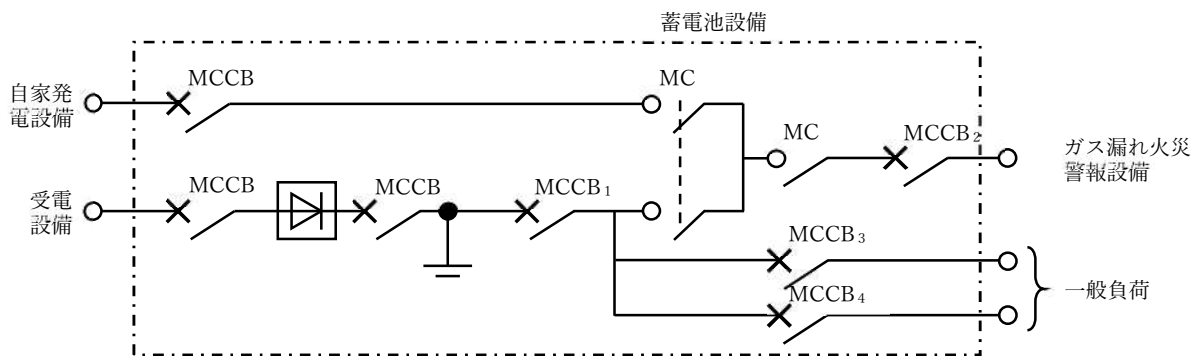 蓄電池設備
自家発
電設備
MCCB
MC
MC
MCCB₂
ガス漏れ火災
警報設備
受電
設備
MCCB
MCCB
MCCB₁
MCCB₃
MCCB₄
一般負荷